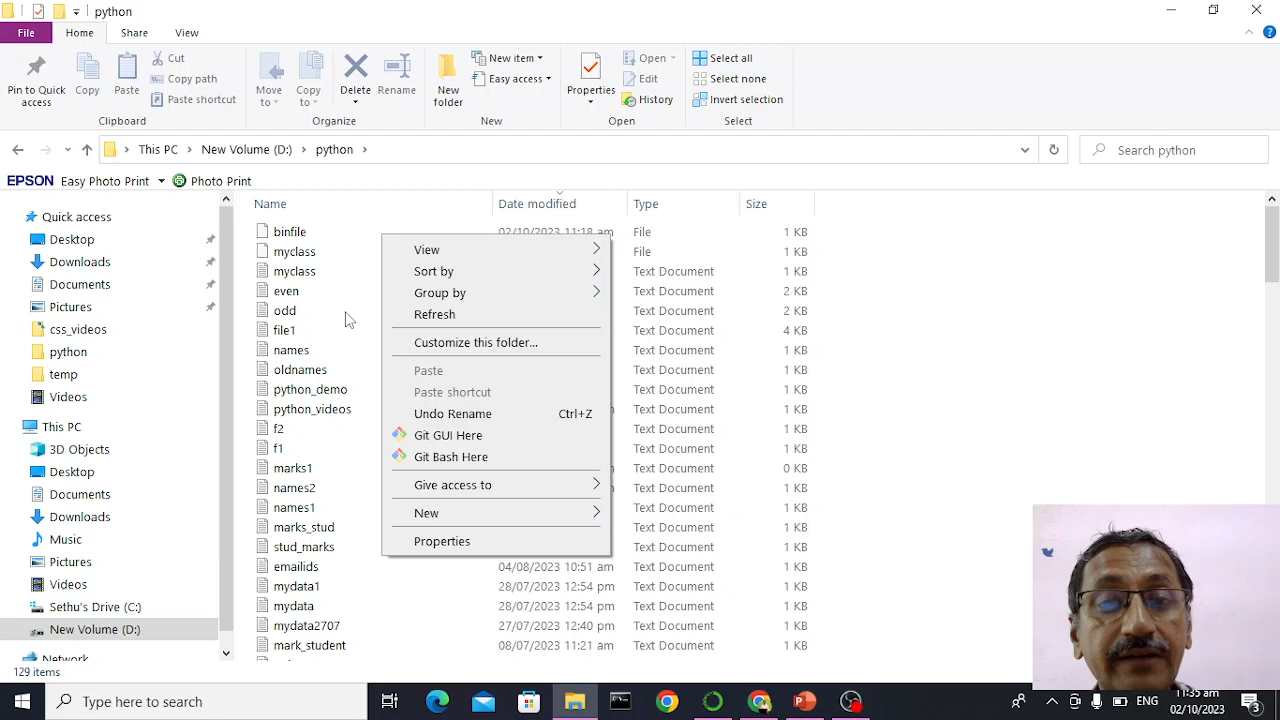 python
File Home Share View
Pin to Quick access
Copy
Paste
Cut
Copy path
Paste shortcut
Clipboard
Move to
Copy to
Delete
Rename
Organize
New folder
New item
Easy access
New
Properties
Open
Edit
History
Open
Select all
Select none
Invert selection
Select
This PC > New Volume (D:) > python >
Search python
EPSON Easy Photo Print Photo Print
Quick access
Desktop
Downloads
Documents
Pictures
css_videos
python
temp
Videos
This PC
3D Objects
Desktop
Documents
Downloads
Music
Pictures
Videos
Sethu's Drive (C:)
New Volume (D:)
Network
Name Date modified Type Size
binfile 02/10/2023 11:18 am File 1 KB
myclass File 1 KB
myclass Text Document 1 KB
even Text Document 2 KB
odd Text Document 2 KB
file1 Text Document 4 KB
names Text Document 1 KB
oldnames Text Document 1 KB
python_demo Text Document 1 KB
python_videos Text Document 1 KB
f2 Text Document 1 KB
f1 Text Document 1 KB
marks1 Text Document 0 KB
names2 Text Document 1 KB
names1 Text Document 1 KB
marks_stud Text Document 1 KB
stud_marks Text Document 1 KB
emailids 04/08/2023 10:51 am Text Document 1 KB
mydata1 28/07/2023 12:54 pm Text Document 1 KB
mydata 28/07/2023 12:54 pm Text Document 1 KB
mydata2707 27/07/2023 12:40 pm Text Document 1 KB
mark_student 08/07/2023 11:21 am Text Document 1 KB
View
Sort by
Group by
Refresh
Customize this folder...
Paste
Paste shortcut
Undo Rename Ctrl+Z
Git GUI Here
Git Bash Here
Give access to
New
Properties
129 items
Type here to search
ENG
11:35 am
02/10/2023
3